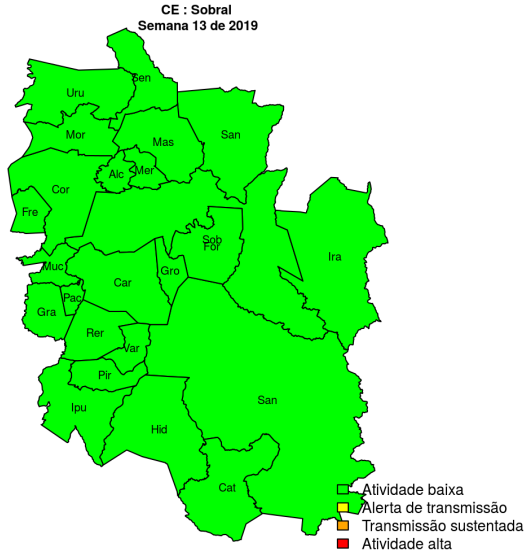 CE : Sobral
Semana 13 de 2019
Sen
Uru
Mor
Mas
San
Alc
Mer
Cor
Fre
Sob
For
Ira
Muc
Gro
Car
Pac
Gra
Rer
Var
Pir
San
Ipu
Hid
Cat
Atividade baixa
Alerta de transmissão
Transmissão sustentada
Atividade alta